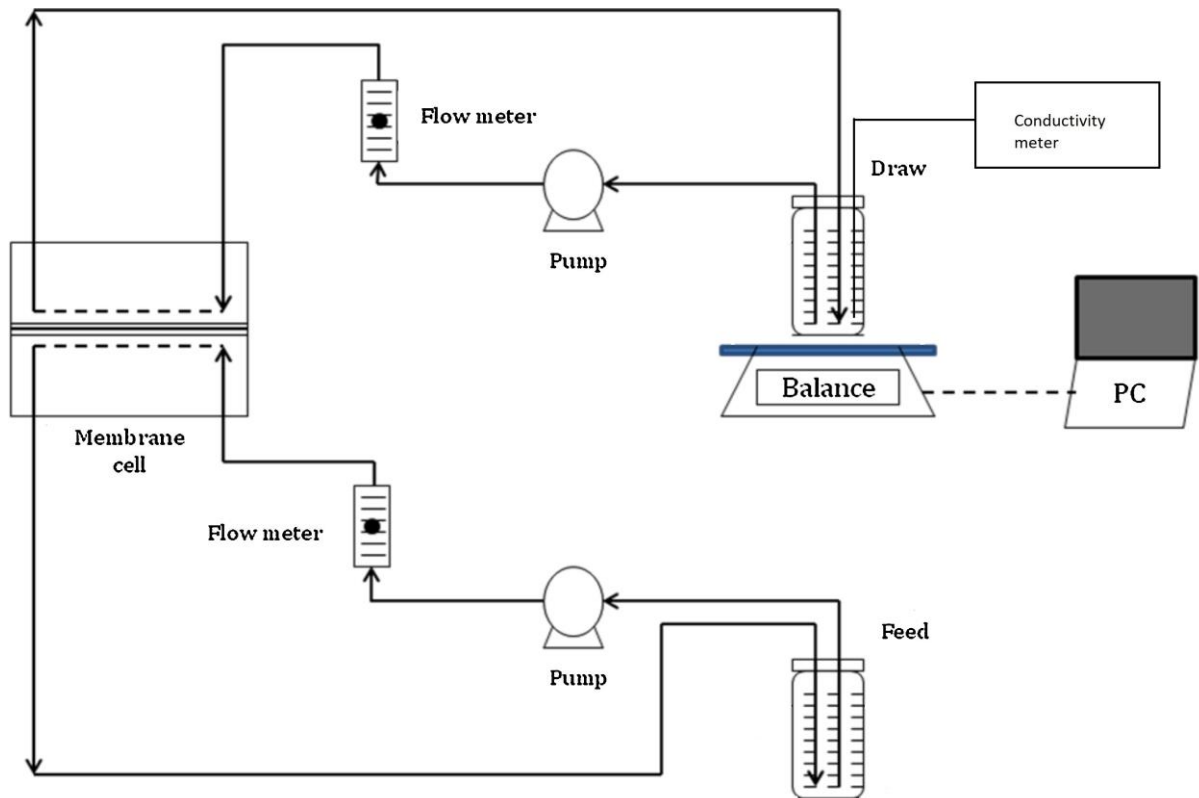 Flow meter
Conductivity
meter
Draw
Pump
Balance
PC
Membrane
cell
Flow meter
Feed
Pump